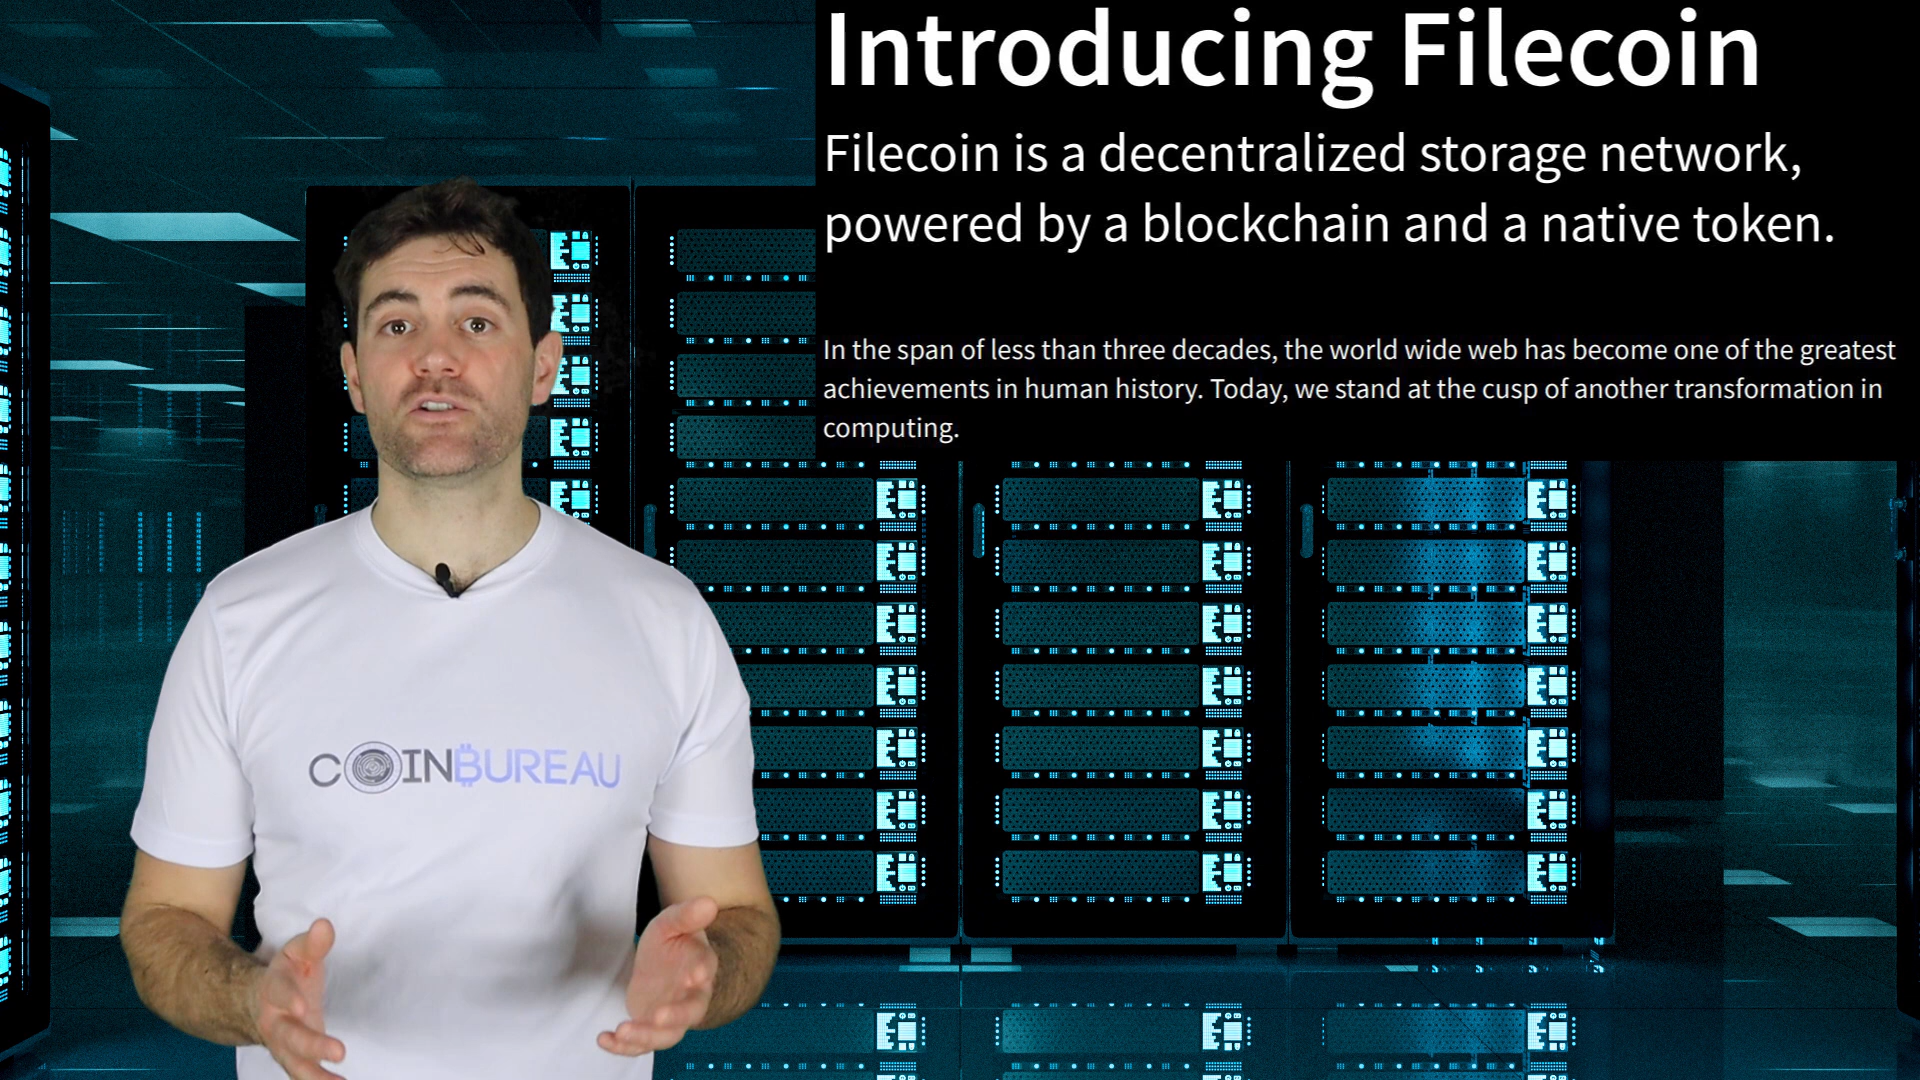 Introducing Filecoin
Filecoin is a decentralized storage network,
powered by a blockchain and a native token.
In the span of less than three decades, the world wide web has become one of the greatest
achievements in human history. Today, we stand at the cusp of another transformation in
computing.
COINBUREAU